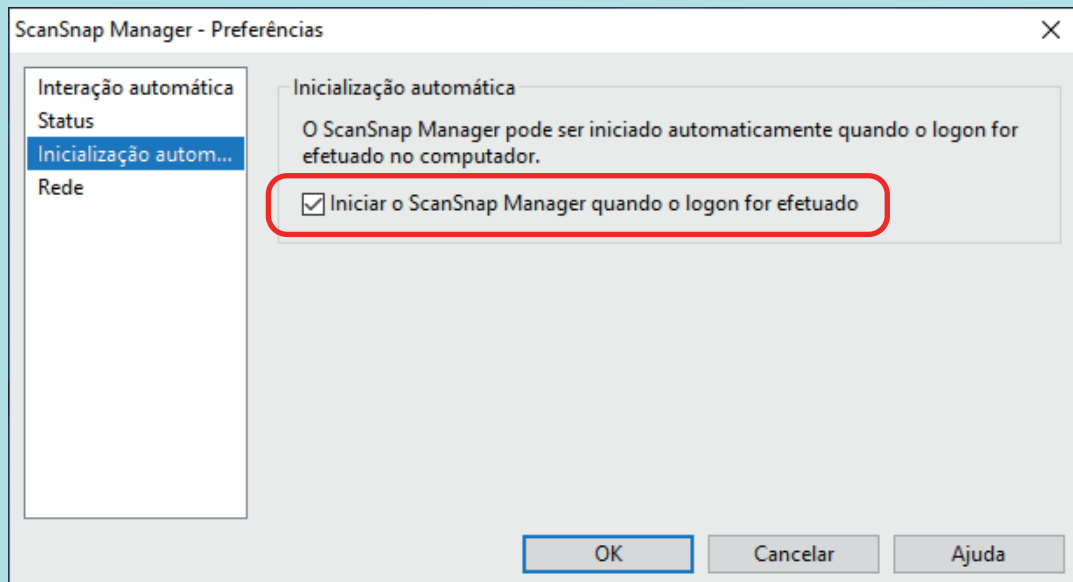 ScanSnap Manager - Preferências
Interação automática
Status
Inicialização autom...
Rede
Inicialização automática
O ScanSnap Manager pode ser iniciado automaticamente quando o logon for
efetuado no computador.
Iniciar o ScanSnap Manager quando o logon for efetuado
OK
Cancelar
Ajuda